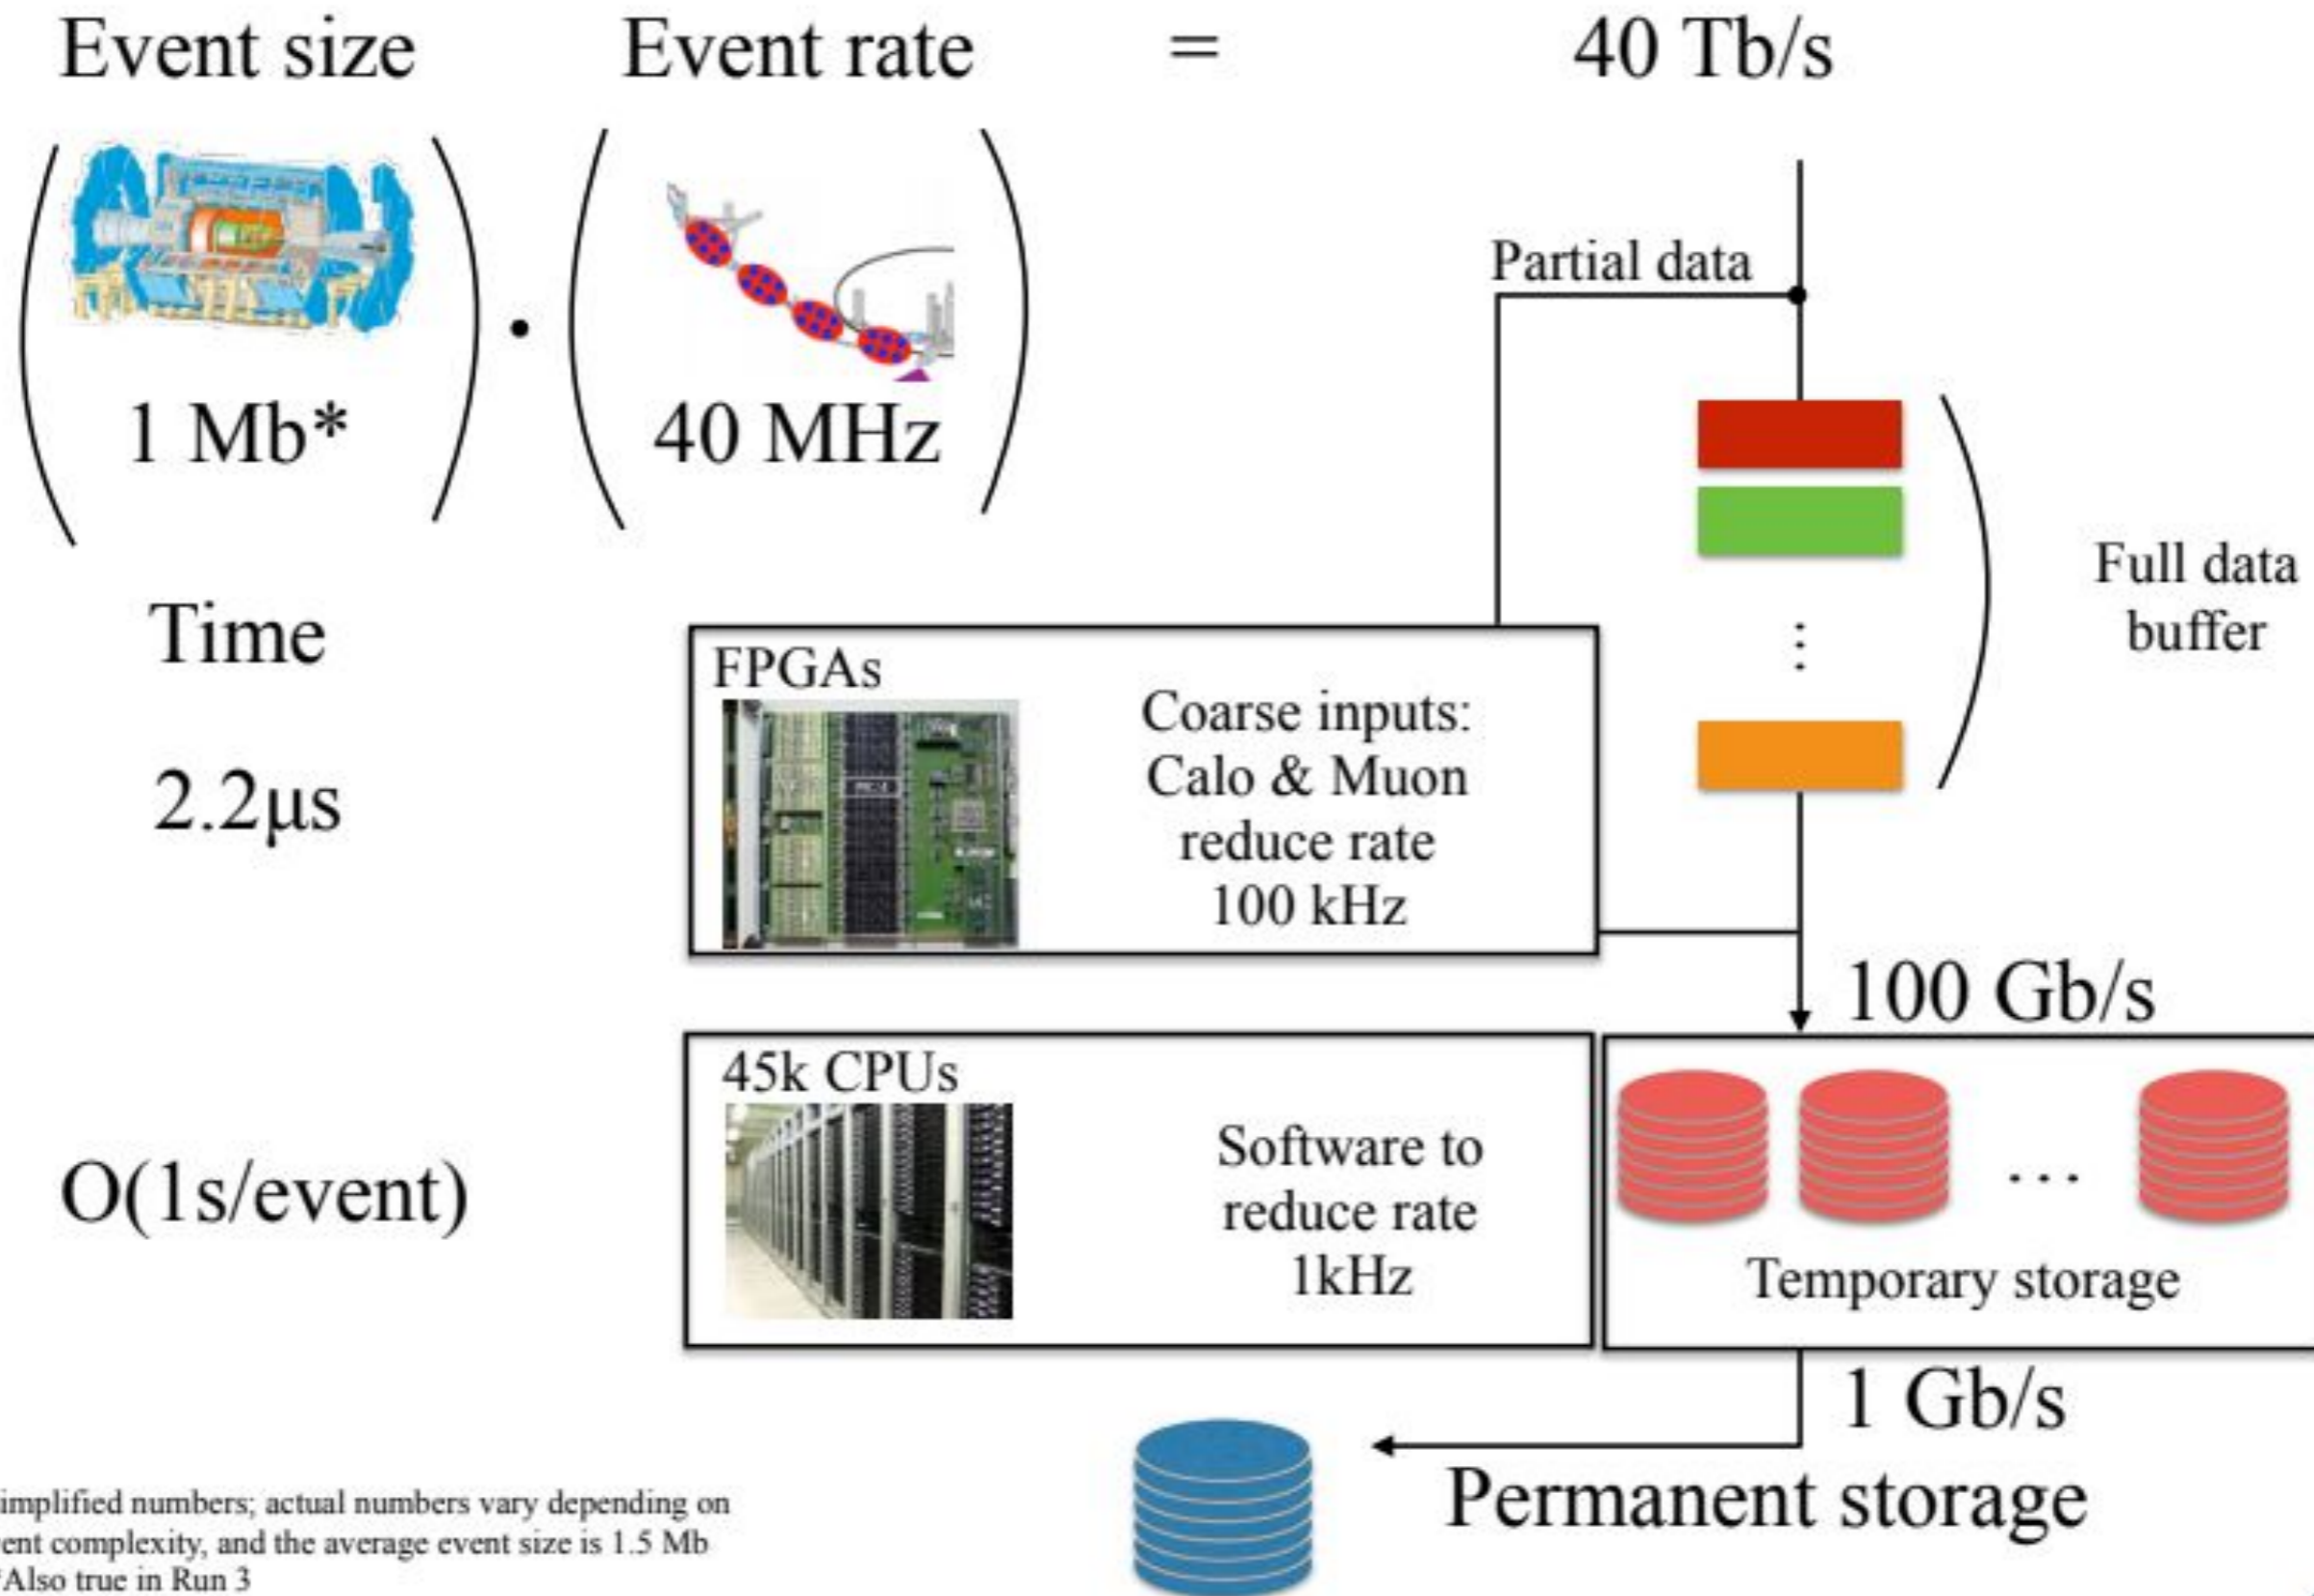 Event size
Event rate
=
40 Tb/s
1 Mb*
40 MHz
Partial data
Full data
buffer
Time
2.2μs
FPGAs
Coarse inputs:
Calo & Muon
reduce rate
100 kHz
100 Gb/s
O(1s/event)
45k CPUs
Software to
reduce rate
1kHz
...
Temporary storage
1 Gb/s
Permanent storage
implified numbers; actual numbers vary depending on
ent complexity, and the average event size is 1.5 Mb
*Also true in Run 3